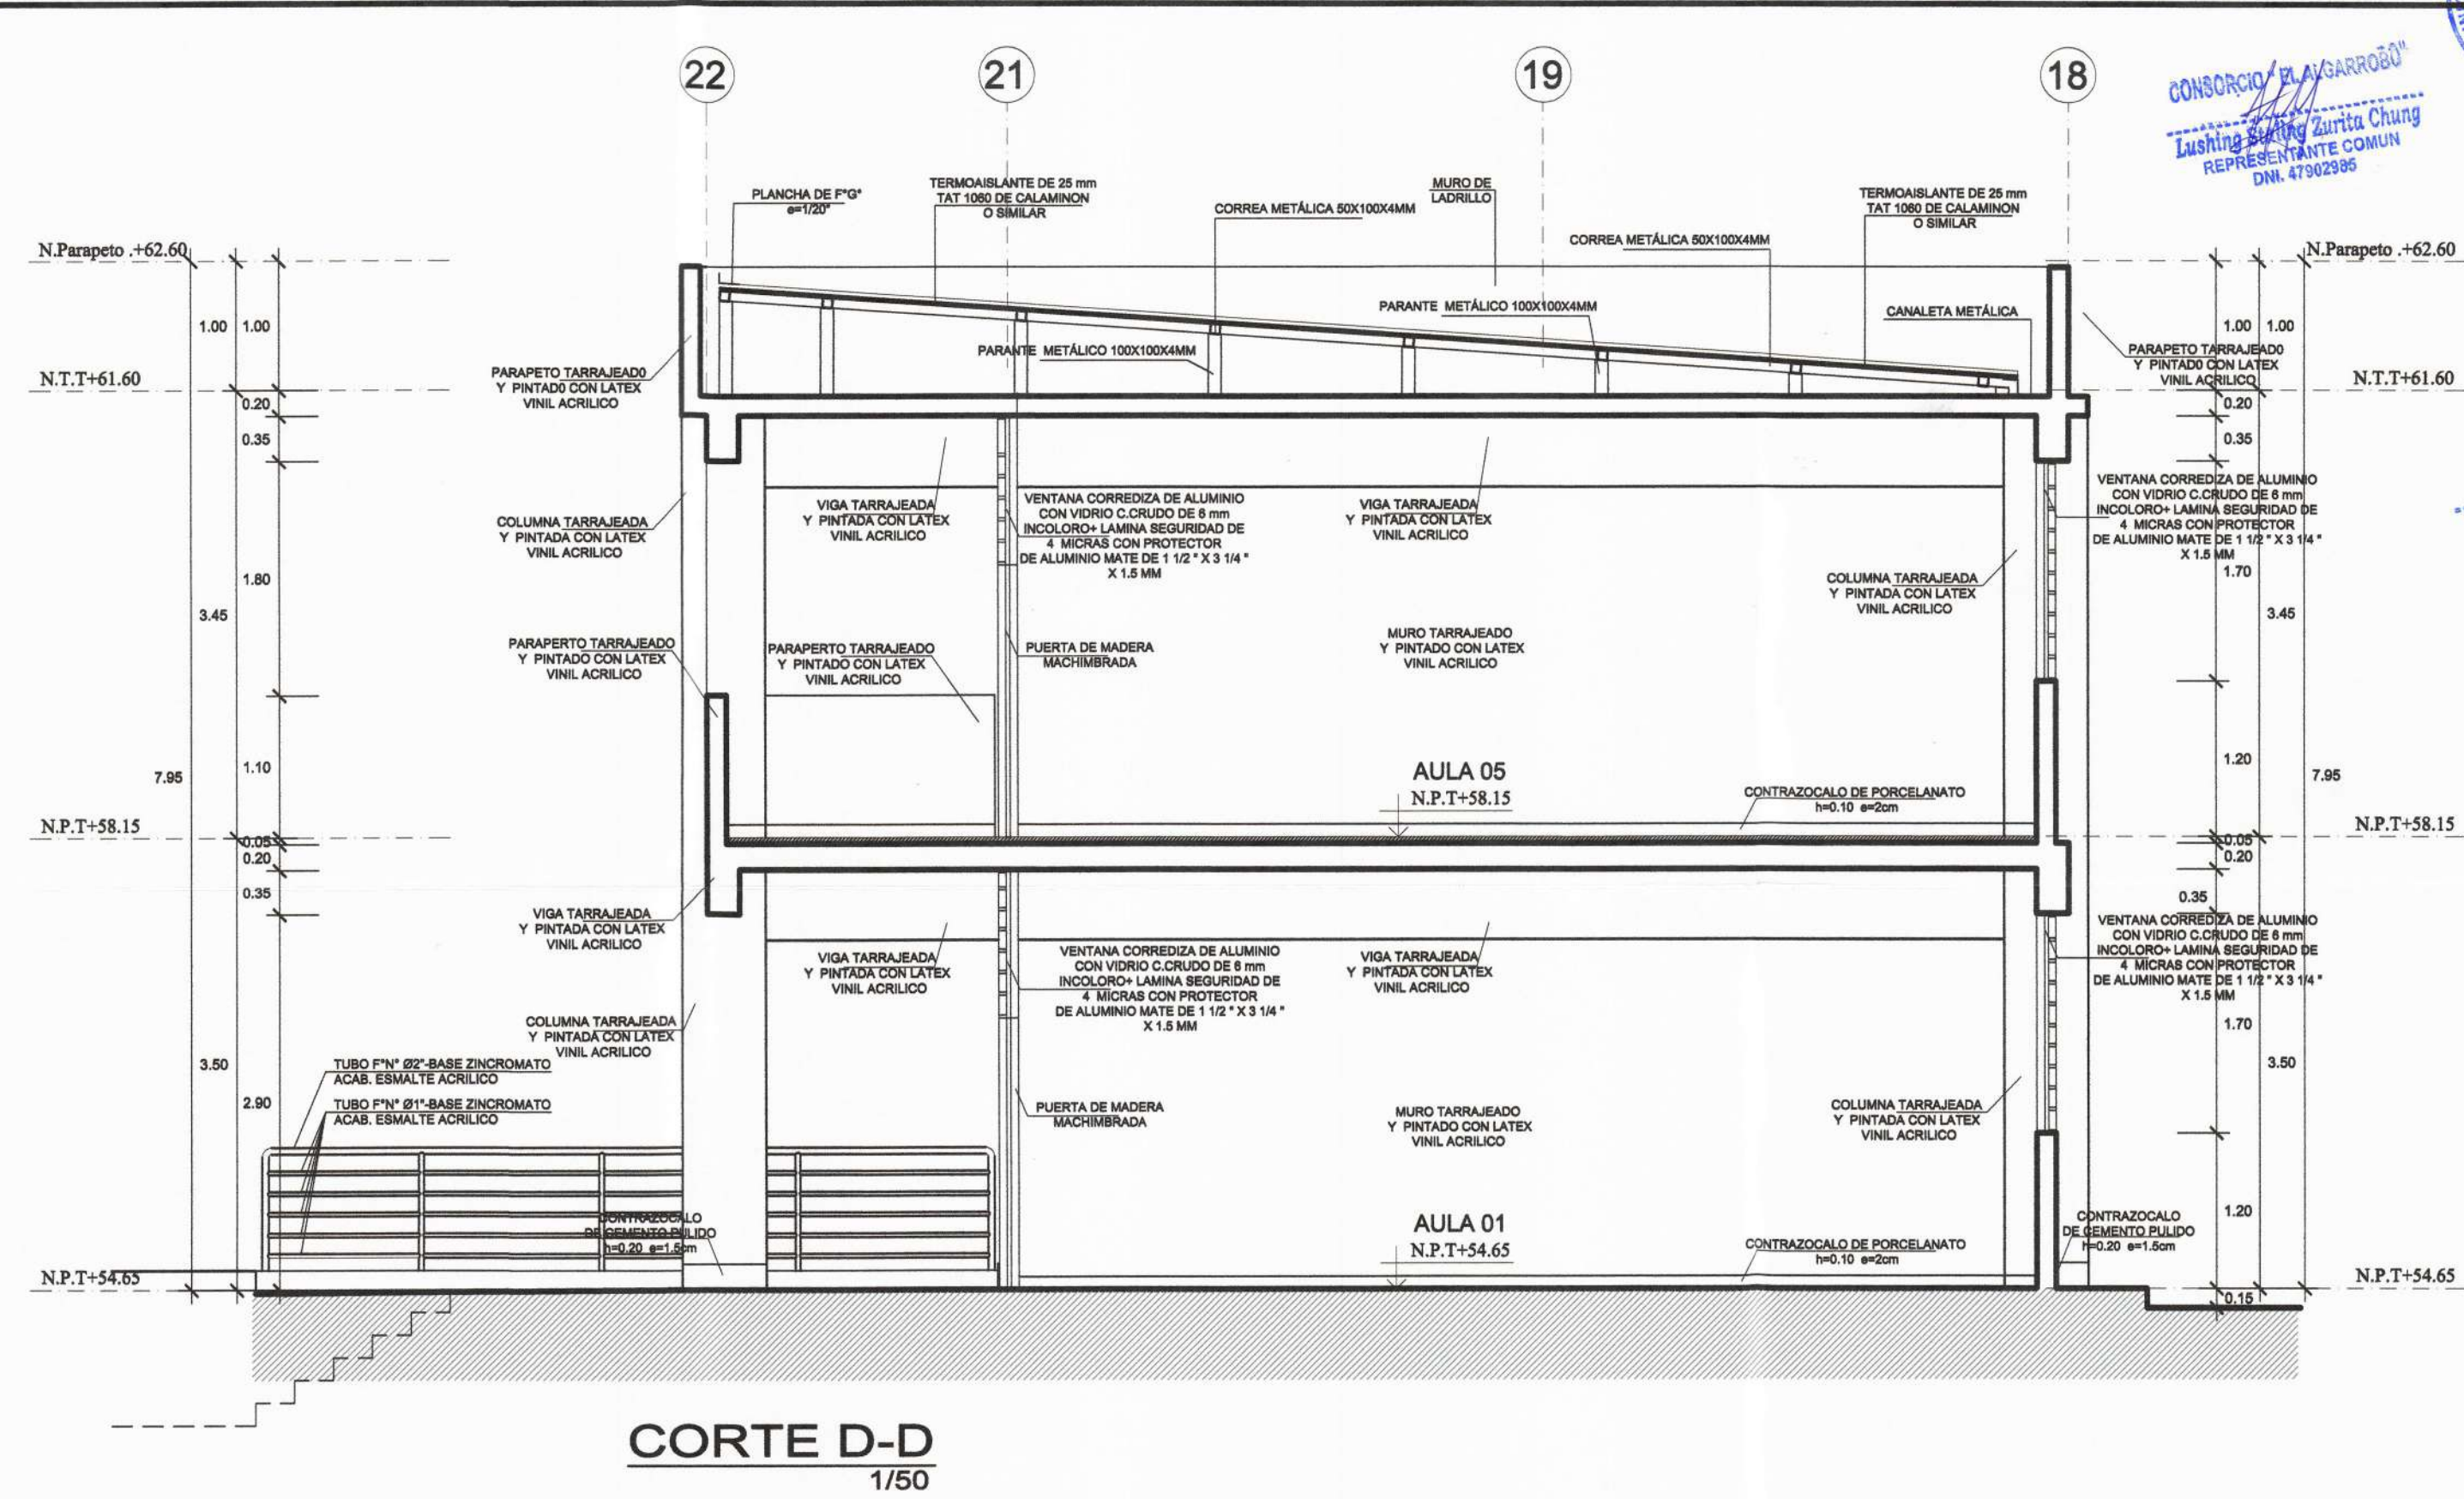 22
21
19
18
CONSORCIO "EL ALGARROBO"
Lushing Zurita Chung
REPRESENTANTE COMUN
DNI. 47902985
PLANCHA DE F°G°
e=1/20"
TERMOAISLANTE DE 25 mm
TAT 1060 DE CALAMINON
O SIMILAR
CORREA METÁLICA 50X100X4MM
MURO DE
LADRILLO
CORREA METÁLICA 50X100X4MM
TERMOAISLANTE DE 25 mm
TAT 1060 DE CALAMINON
O SIMILAR
N.Parapeto .+62.60
N.Parapeto .+62.60
1.00
1.00
PARANTE METÁLICO 100X100X4MM
PARANTE METÁLICO 100X100X4MM
CANALETA METÁLICA
1.00
1.00
PARAPETO TARRAJEADO
Y PINTADO CON LATEX
VINIL ACRILICO
PARAPETO TARRAJEADO
Y PINTADO CON LATEX
VINIL ACRILICO
N.T.T+61.60
N.T.T+61.60
0.20
0.35
0.20
0.35
COLUMNA TARRAJEADA
Y PINTADA CON LATEX
VINIL ACRILICO
VIGA TARRAJEADA
Y PINTADA CON LATEX
VINIL ACRILICO
VENTANA CORREDIZA DE ALUMINIO
CON VIDRIO C.CRUDO DE 6 mm
INCOLORO+ LAMINA SEGURIDAD DE
4 MICRAS CON PROTECTOR
DE ALUMINIO MATE DE 1 1/2 " X 3 1/4 "
X 1.5 MM
VIGA TARRAJEADA
Y PINTADA CON LATEX
VINIL ACRILICO
COLUMNA TARRAJEADA
Y PINTADA CON LATEX
VINIL ACRILICO
VENTANA CORREDIZA DE ALUMINIO
CON VIDRIO C.CRUDO DE 6 mm
INCOLORO+ LAMINA SEGURIDAD DE
4 MICRAS CON PROTECTOR
DE ALUMINIO MATE DE 1 1/2 " X 3 1/4 "
X 1.5 MM
1.80
3.45
1.70
3.45
PARAPERTO TARRAJEADO
Y PINTADO CON LATEX
VINIL ACRILICO
PARAPERTO TARRAJEADO
Y PINTADO CON LATEX
VINIL ACRILICO
PUERTA DE MADERA
MACHIMBRADA
MURO TARRAJEADO
Y PINTADO CON LATEX
VINIL ACRILICO
7.95
1.10
AULA 05
N.P.T+58.15
CONTRAZOCALO DE PORCELANATO
h=0.10 e=2cm
1.20
7.95
N.P.T+58.15
N.P.T+58.15
0.05
0.20
0.35
0.05
0.20
0.35
VIGA TARRAJEADA
Y PINTADA CON LATEX
VINIL ACRILICO
VIGA TARRAJEADA
Y PINTADA CON LATEX
VINIL ACRILICO
VENTANA CORREDIZA DE ALUMINIO
CON VIDRIO C.CRUDO DE 6 mm
INCOLORO+ LAMINA SEGURIDAD DE
4 MICRAS CON PROTECTOR
DE ALUMINIO MATE DE 1 1/2 " X 3 1/4 "
X 1.5 MM
VIGA TARRAJEADA
Y PINTADA CON LATEX
VINIL ACRILICO
VENTANA CORREDIZA DE ALUMINIO
CON VIDRIO C.CRUDO DE 6 mm
INCOLORO+ LAMINA SEGURIDAD DE
4 MICRAS CON PROTECTOR
DE ALUMINIO MATE DE 1 1/2 " X 3 1/4 "
X 1.5 MM
COLUMNA TARRAJEADA
Y PINTADA CON LATEX
VINIL ACRILICO
1.70
3.50
3.50
TUBO F°N° Ø2"-BASE ZINCROMATO
ACAB. ESMALTE ACRILICO
2.90
TUBO F°N° Ø1"-BASE ZINCROMATO
ACAB. ESMALTE ACRILICO
PUERTA DE MADERA
MACHIMBRADA
MURO TARRAJEADO
Y PINTADO CON LATEX
VINIL ACRILICO
COLUMNA TARRAJEADA
Y PINTADA CON LATEX
VINIL ACRILICO
CONTRAZOCALO
DE CEMENTO PULIDO
h=0.20 e=1.5cm
AULA 01
N.P.T+54.65
CONTRAZOCALO DE PORCELANATO
h=0.10 e=2cm
1.20
CONTRAZOCALO
DE CEMENTO PULIDO
h=0.20 e=1.5cm
N.P.T+54.65
N.P.T+54.65
0.15
CORTE D-D
1/50